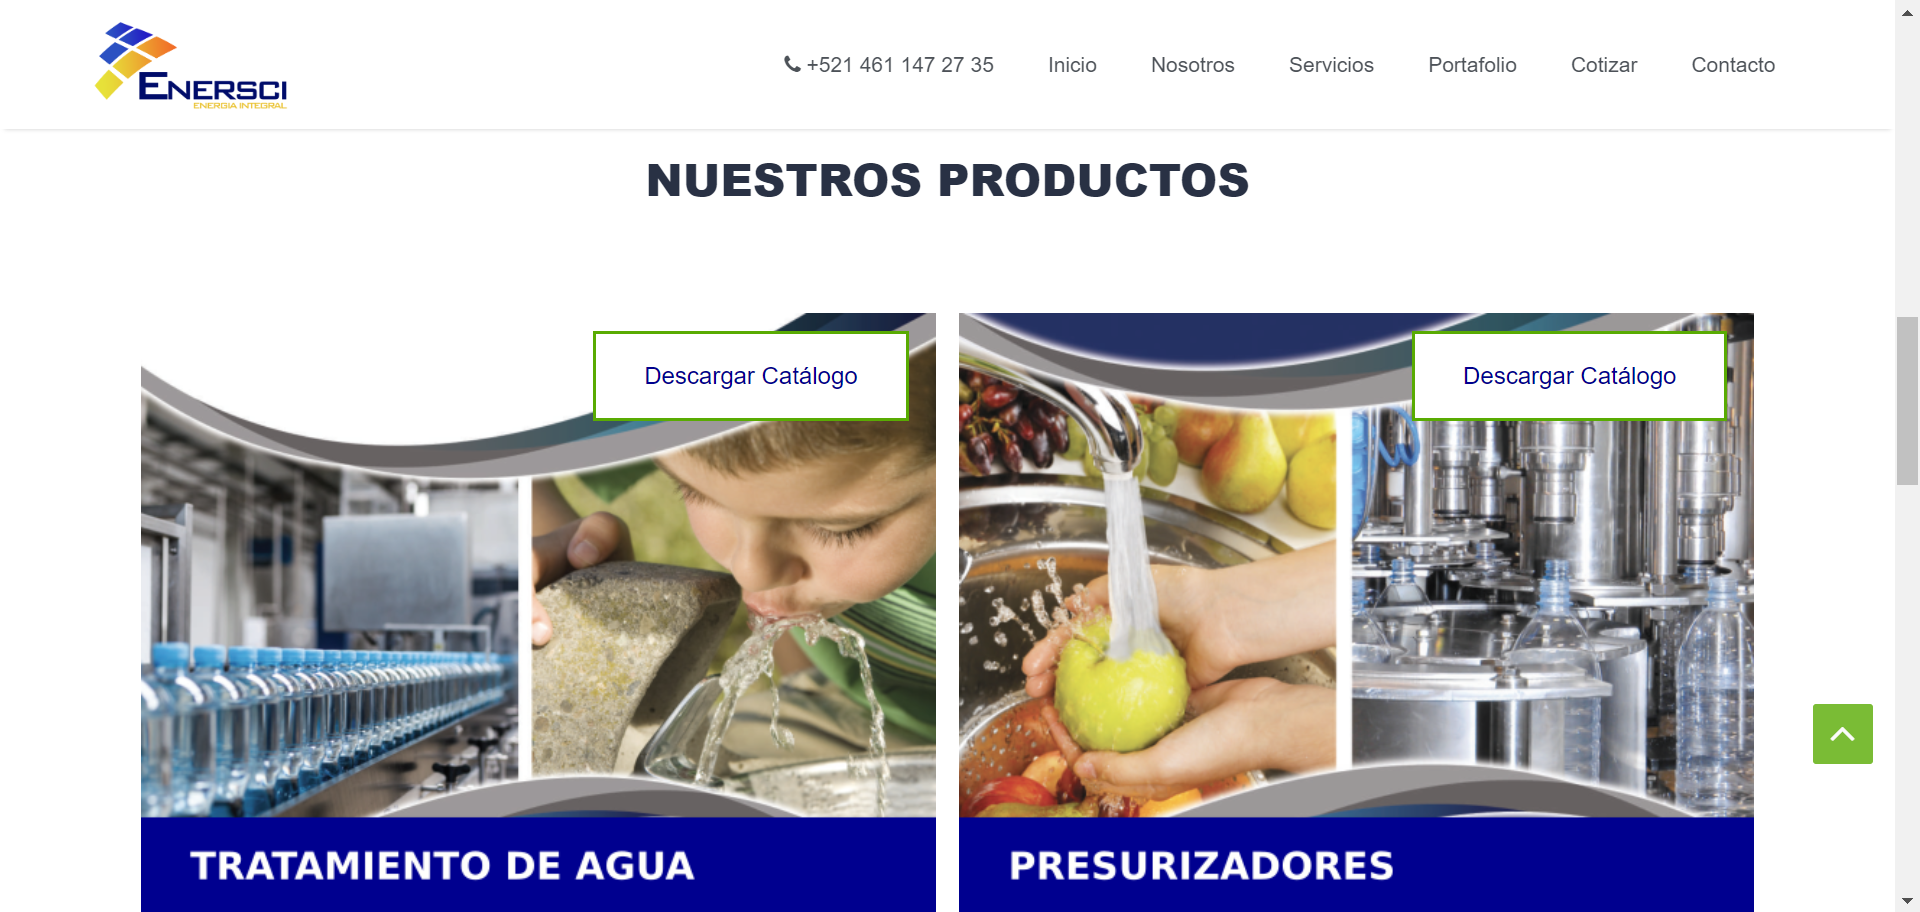 ENERSCI
ENERGIA INTEGRAL
+521 461 147 27 35
Inicio
Nosotros
Servicios
Portafolio
Cotizar
Contacto
NUESTROS PRODUCTOS
Descargar Catálogo
Descargar Catálogo
TRATAMIENTO DE AGUA
PRESURIZADORES